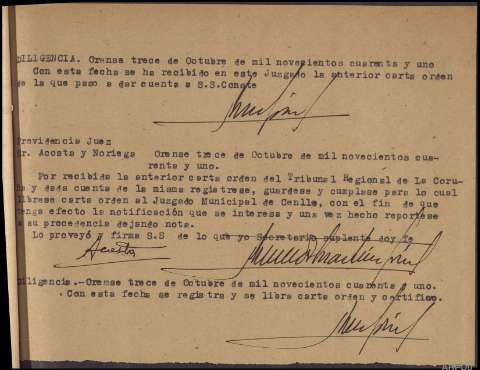 DILIGENCIA. Orense trece de Octubre de mil novecientos cuarenta y uno
Con esta fecha se ha recibido en este Juzgado la anterior carta orden
de la que paso a dar cuenta a S.S.Conste
Providencia Juez
Sr. Acosta y Noriega Orense trece de Octubre de mil novecientos cua-
renta y uno.
Por recibida la anterior carta orden del Tribunal Regional de La Coru-
ña y dada cuenta de la misma registrese, guardese y cumplase para lo cual
librese carta orden al Juzgado Municipal de Cenlle, con el fin de que
tenga efecto la notificación que se interesa y una vez hecho reportese
a su procedencia dejando nota.
Lo proveyó y firma S.S de lo que yo Secretario suplente doy fe
Acosta
Diligencia.-Orense trece de Octubre de mil novecientos cuarenta y uno.
Con esta fecha se registra y se libra carta orden y certifico.